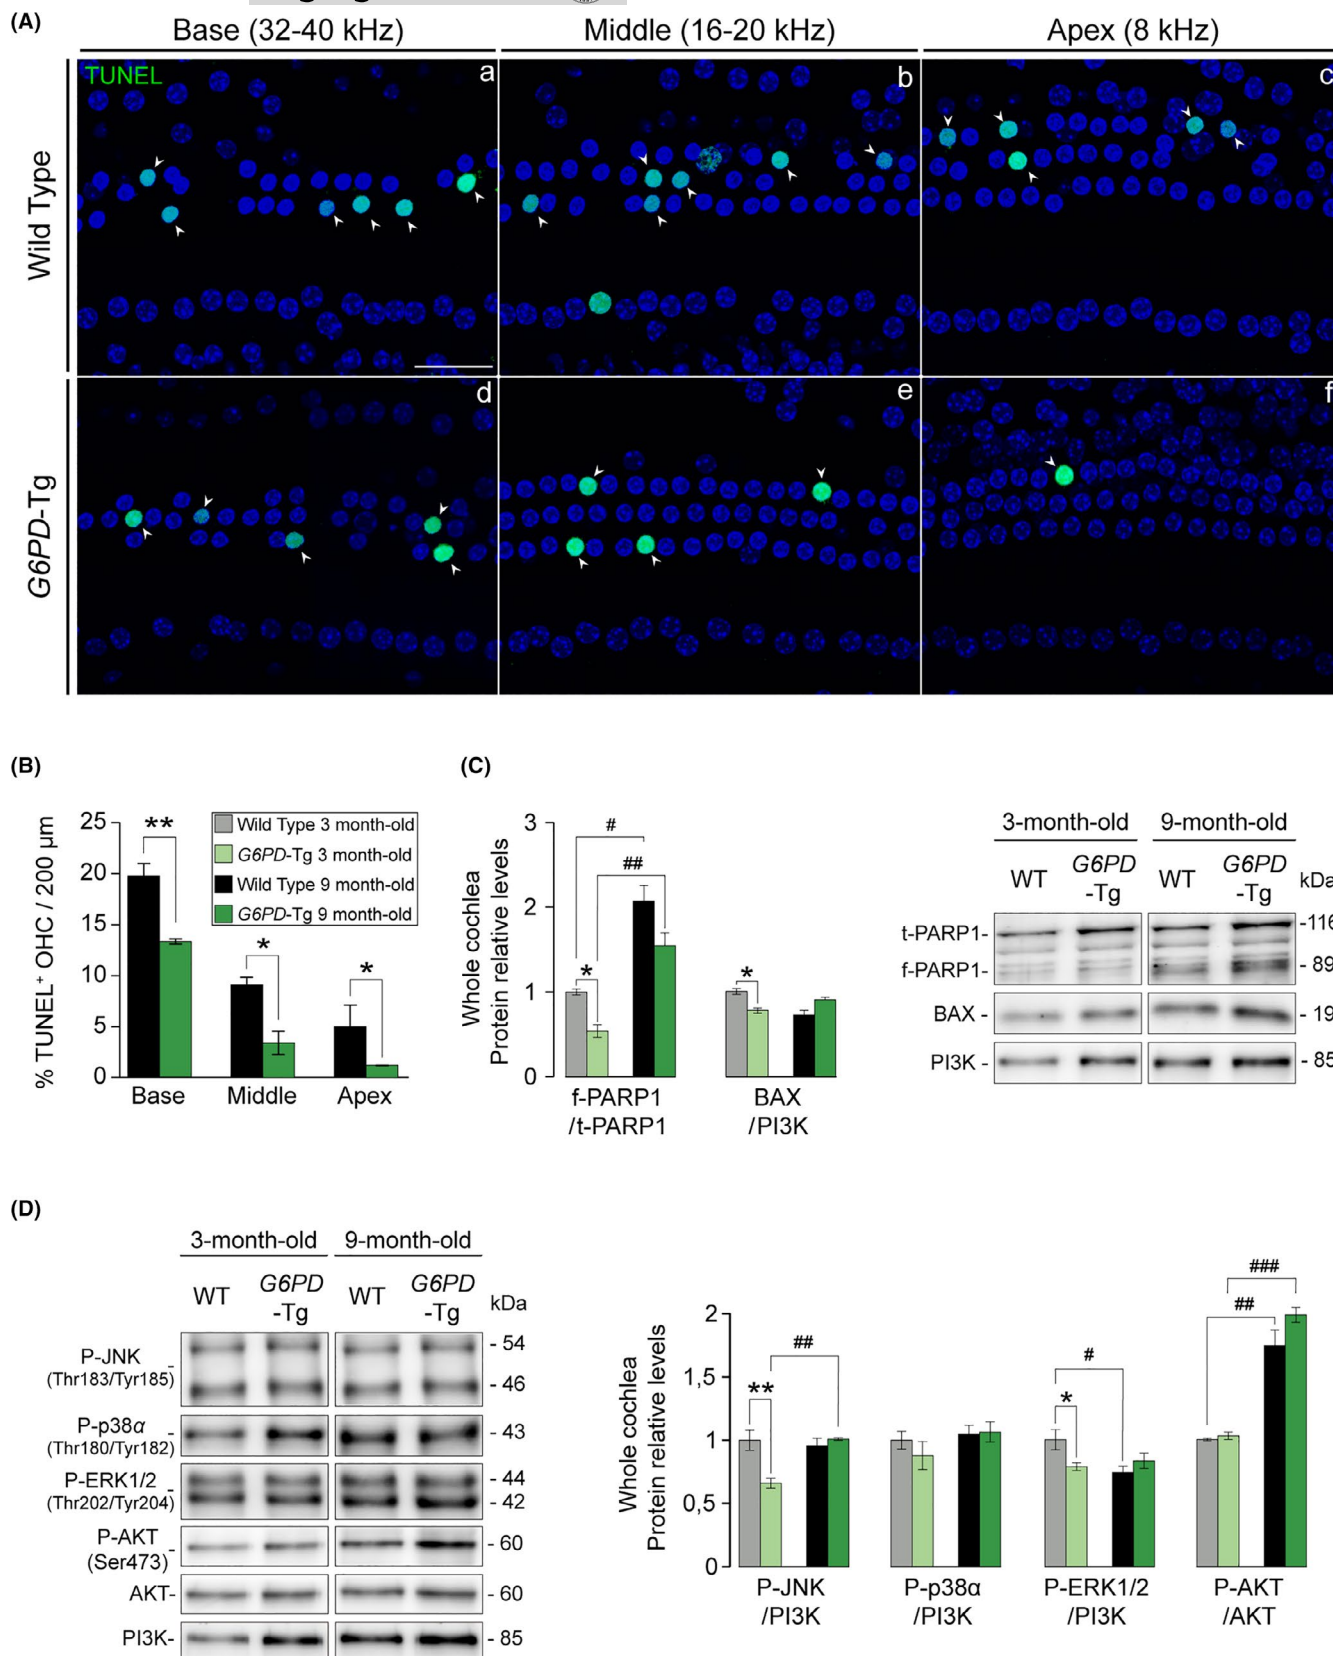 (A)
Base (32-40 kHz)
Middle (16-20 kHz)
Apex (8 kHz)
Wild Type
TUNEL
a
b
c
G6PD-Tg
d
e
f
(B)
% TUNEL⁺ OHC / 200 µm
25
20
15
10
5
0
**
*
*
Base
Middle
Apex
Wild Type 3 month-old
G6PD-Tg 3 month-old
Wild Type 9 month-old
G6PD-Tg 9 month-old
(C)
Whole cochlea
Protein relative levels
3
2
1
0
#
##
*
*
f-PARP1
/t-PARP1
BAX
/PI3K
3-month-old
9-month-old
WT
G6PD
-Tg
WT
G6PD
-Tg
kDa
t-PARP1-
-116
f-PARP1-
- 89
BAX -
- 19
PI3K -
- 85
(D)
3-month-old
9-month-old
WT
G6PD
-Tg
WT
G6PD
-Tg
kDa
P-JNK
(Thr183/Tyr185)
- 54
- 46
P-p38α
(Thr180/Tyr182)
- 43
P-ERK1/2
(Thr202/Tyr204)
- 44
- 42
P-AKT
(Ser473)
- 60
AKT-
- 60
PI3K-
- 85
Whole cochlea
Protein relative levels
2
1,5
1
0,5
0
**
##
*
#
##
###
P-JNK
/PI3K
P-p38α
/PI3K
P-ERK1/2
/PI3K
P-AKT
/AKT